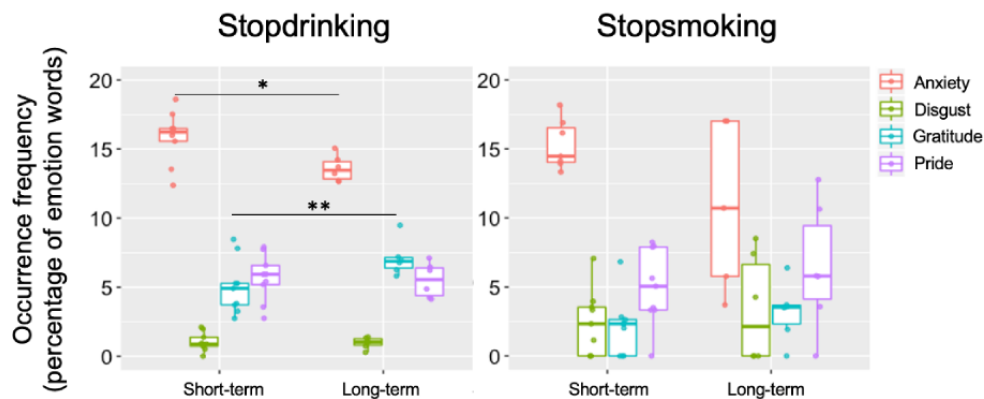 Stopdrinking
Stopsmoking
Occurrence frequency
(percentage of emotion words)
20
15
10
5
0
*
**
Short-term
Long-term
20
15
10
5
0
Short-term
Long-term
Anxiety
Disgust
Gratitude
Pride